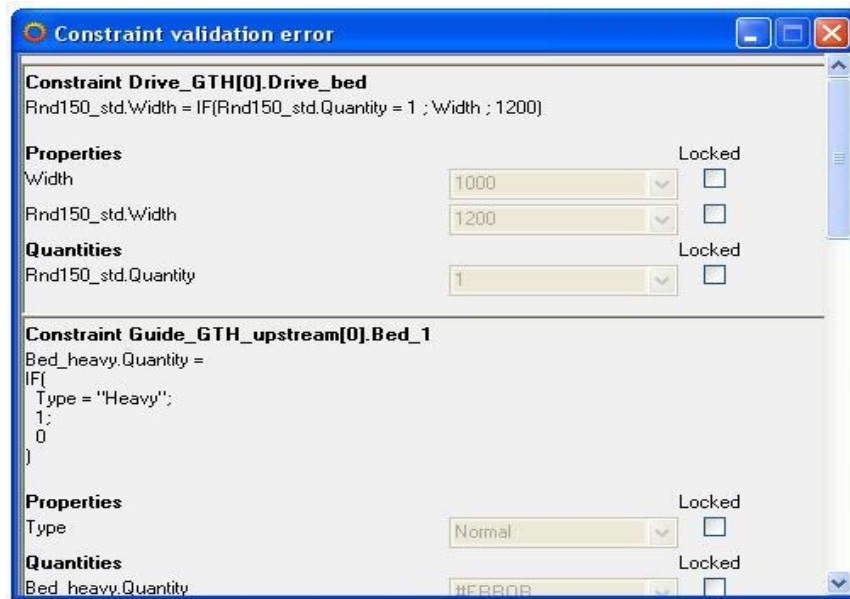 Constraint validation error
Constraint Drive_GTH[0].Drive_bed
Rnd150_std.Width = IF(Rnd150_std.Quantity = 1 ; Width ; 1200)
Properties Locked
Width 1000
Rnd150_std.Width 1200
Quantities Locked
Rnd150_std.Quantity 1
Constraint Guide_GTH_upstream[0].Bed_1
Bed_heavy.Quantity =
IF(
Type = "Heavy";
1;
0
)
Properties Locked
Type Normal
Quantities Locked
Bed_heavy.Quantity #ERROR